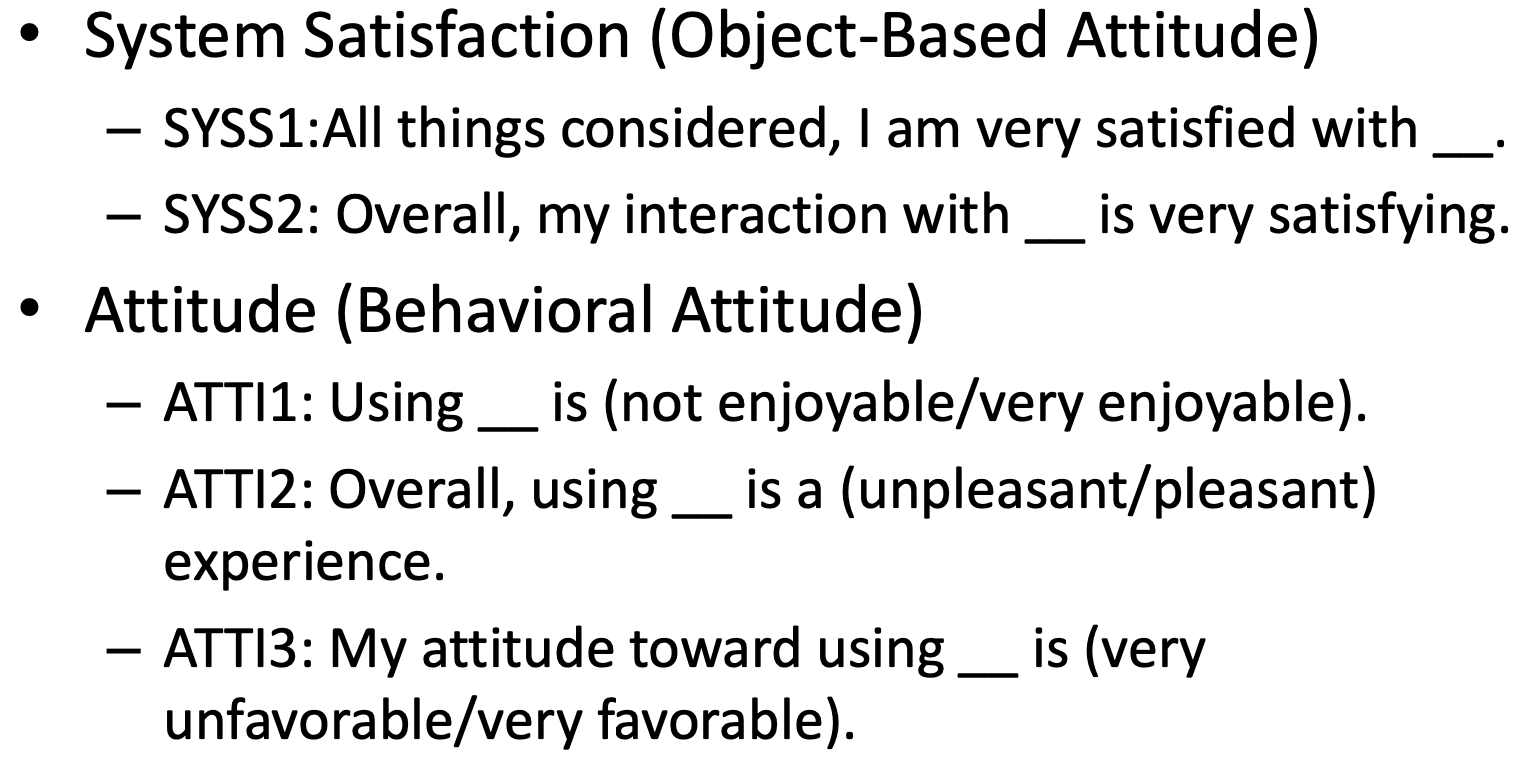 • System Satisfaction (Object-Based Attitude)
– SYSS1:All things considered, I am very satisfied with __.
– SYSS2: Overall, my interaction with __ is very satisfying.
• Attitude (Behavioral Attitude)
– ATTI1: Using __ is (not enjoyable/very enjoyable).
– ATTI2: Overall, using __ is a (unpleasant/pleasant)
experience.
– ATTI3: My attitude toward using __ is (very
unfavorable/very favorable).